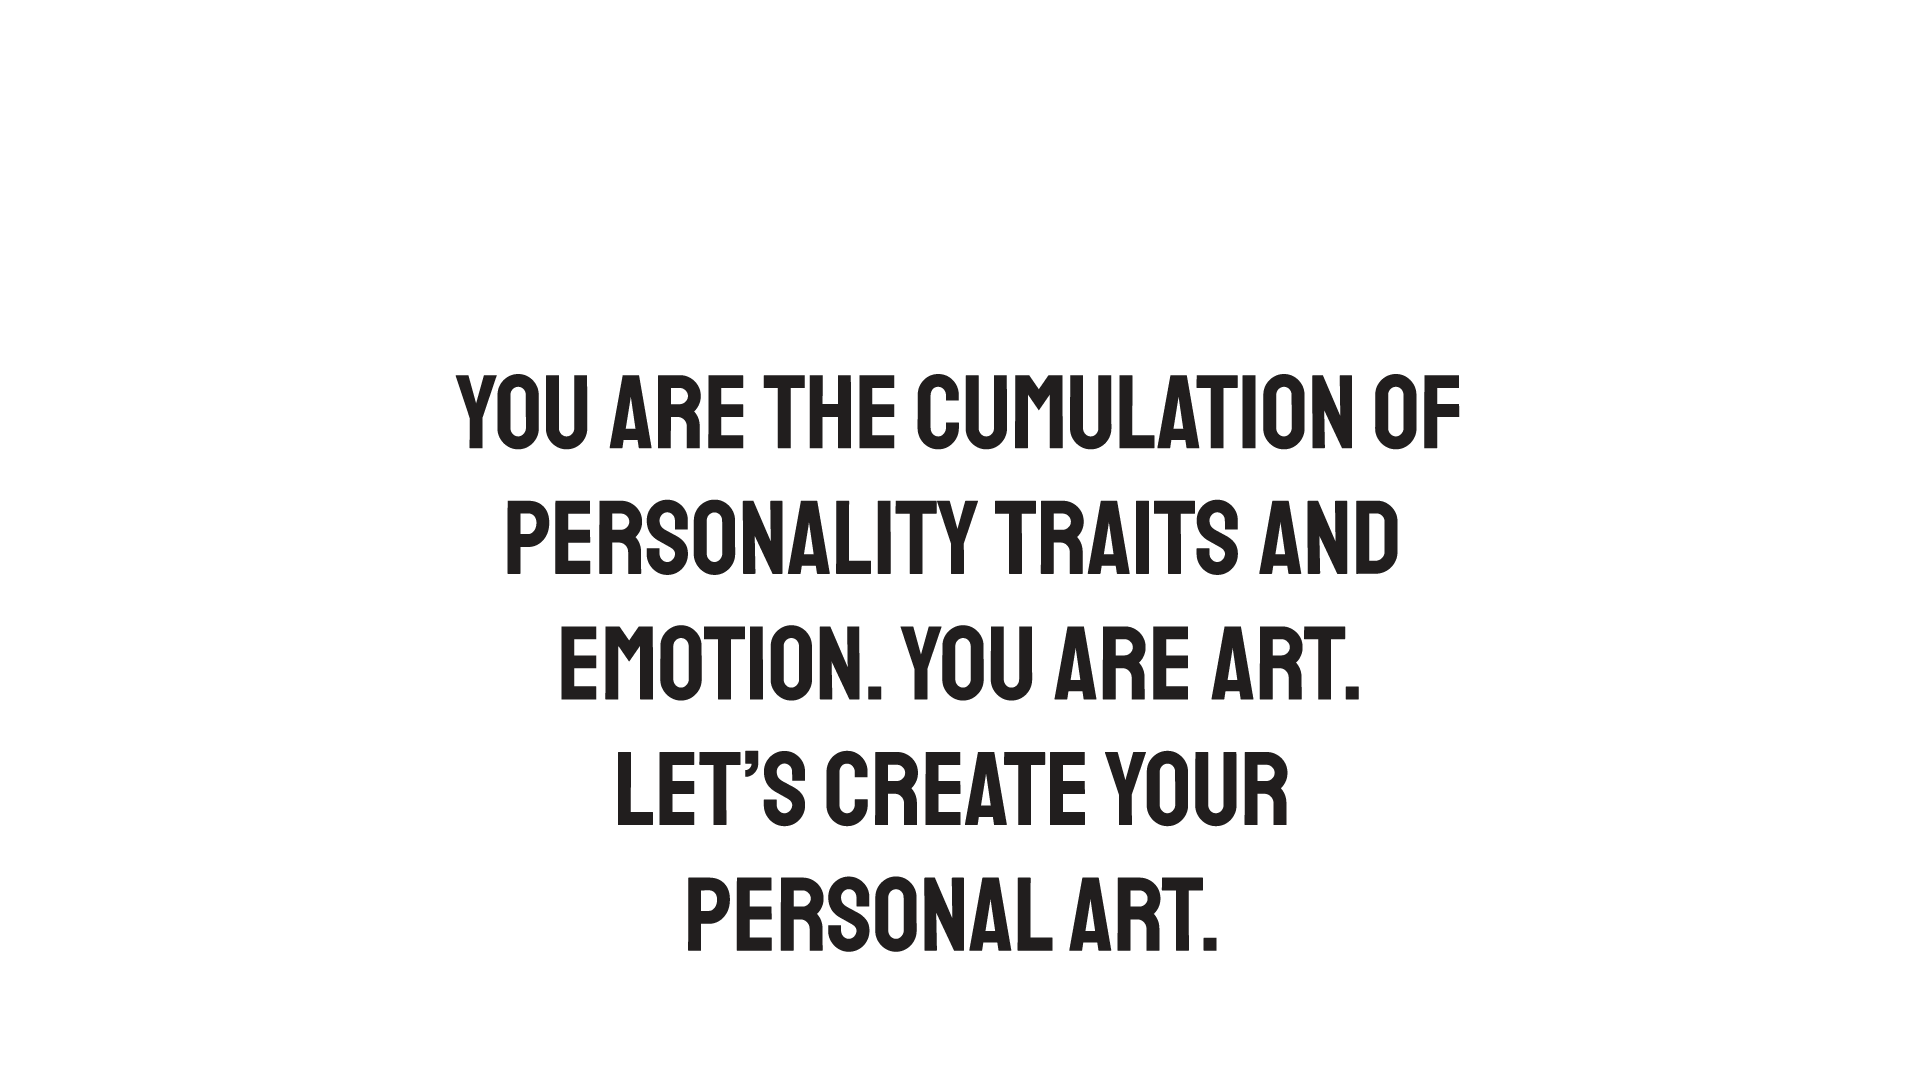 YOU ARE THE CUMULATION OF
PERSONALITY TRAITS AND
EMOTION. YOU ARE ART.
LET’S CREATE YOUR
PERSONAL ART.